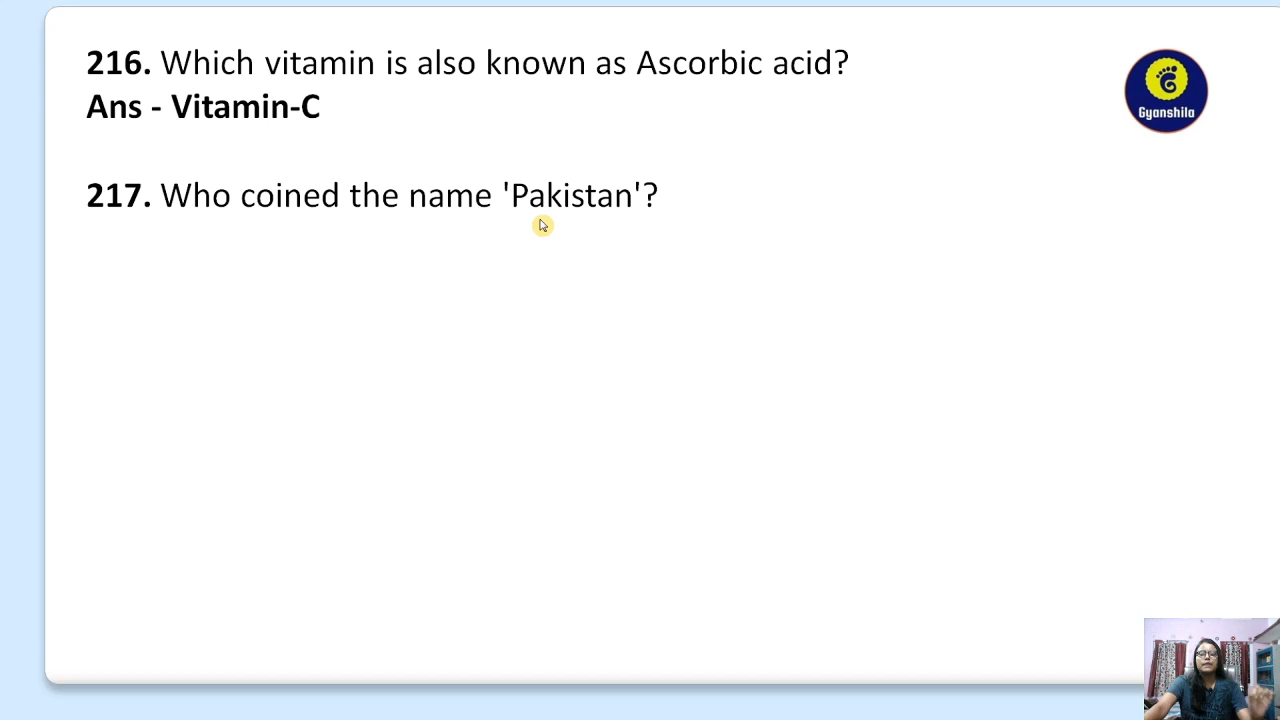 216. Which vitamin is also known as Ascorbic acid?
Ans - Vitamin-C
Gyanshila
217. Who coined the name 'Pakistan'?